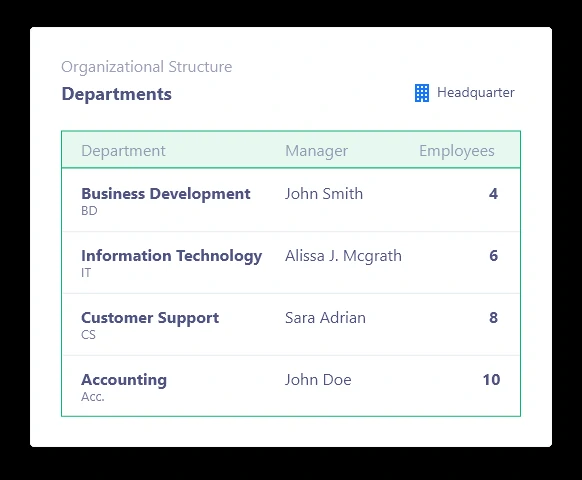 Organizational Structure
Departments
Headquarter
Department Manager Employees
Business Development John Smith 4
BD
Information Technology Alissa J. Mcgrath 6
IT
Customer Support Sara Adrian 8
CS
Accounting John Doe 10
Acc.